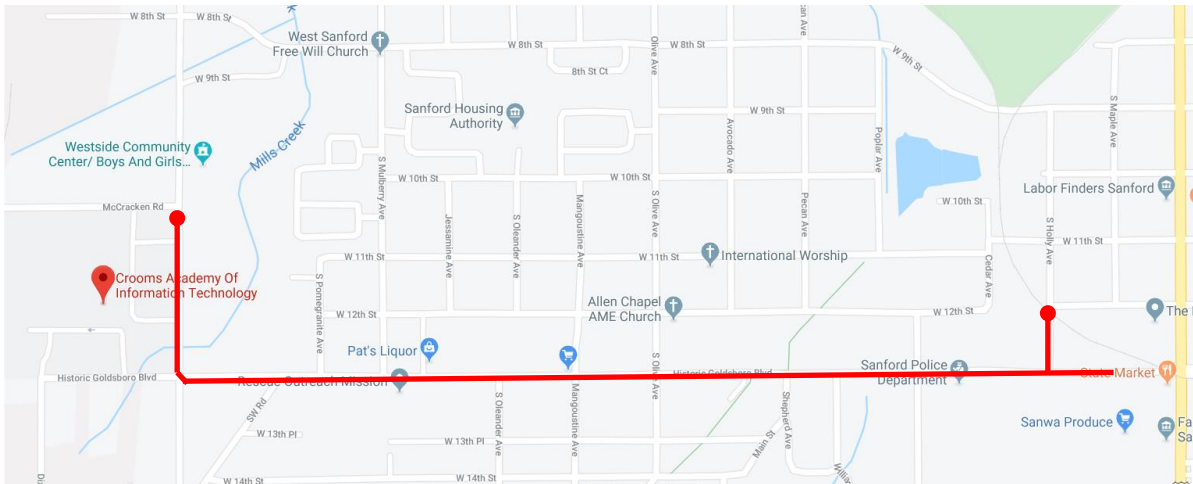 W 8th St
W 8th St
West Sanford
Free Will Church
W 8th St
Olive Ave
W 8th St
W 9th St
W 9th St
8th St Ct
Sanford Housing
Authority
W 9th St
S Maple Ave
Mills Creek
Avocado Ave
Poplar Ave
Westside Community
Center/ Boys And Girls...
S Mulberry Ave
W 10th St
W 10th St
Labor Finders Sanford
McCracken Rd
Jessamine Ave
S Oleander Ave
Mangoustine Ave
S Olive Ave
Pecan Ave
W 10th St
S Holly Ave
W 11th St
W 11th St
W 11th St
International Worship
Cedar Ave
Crooms Academy Of
Information Technology
S Pomegranite Ave
Allen Chapel
AME Church
W 12th St
W 12th St
The
Pat's Liquor
S Olive Ave
Historic Goldsboro Blvd
Rescue Outreach Mission
Historic Goldsboro Blvd
Sanford Police
Department
State Market
SW Rd
S Oleander Ave
Mangoustine Ave
Shepherd Ave
Sanwa Produce
W 13th Pl
W 13th Pl
Main St
W 14th St
W 14th St